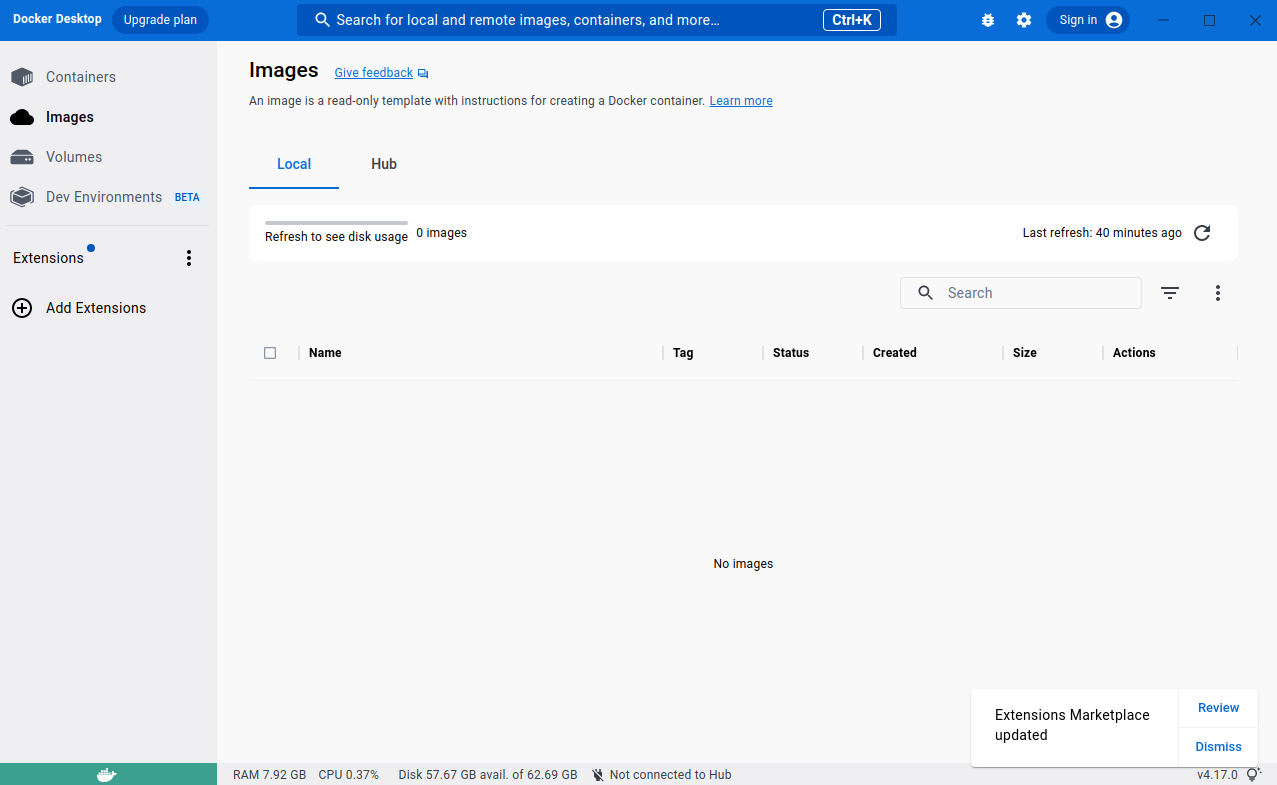 Docker Desktop
Upgrade plan
Search for local and remote images, containers, and more...
Ctrl+K
Sign in
Containers
Images
Volumes
Dev Environments BETA
Extensions
Add Extensions
Images Give feedback
An image is a read-only template with instructions for creating a Docker container. Learn more
Local Hub
Refresh to see disk usage 0 images
Last refresh: 40 minutes ago
Search
Name Tag Status Created Size Actions
No images
Extensions Marketplace
updated
Review
Dismiss
RAM 7.92 GB CPU 0.37% Disk 57.67 GB avail. of 62.69 GB Not connected to Hub
v4.17.0